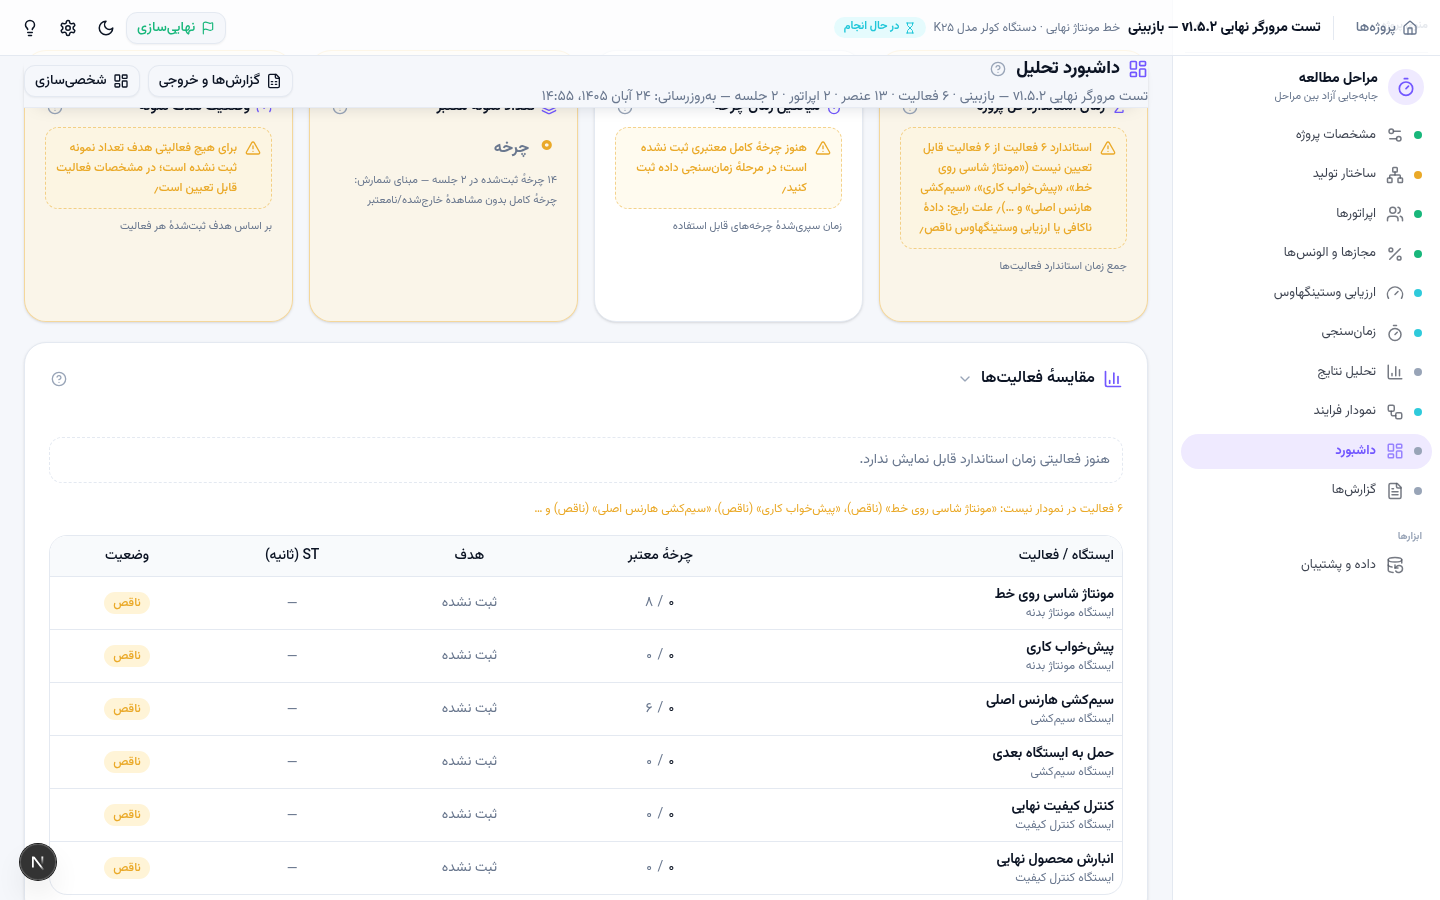 پروژه‌ها
تست مرورگر نهایی v۱.۵.۲ — بازبینی
خط مونتاژ نهایی · دستگاه کولر مدل K۲۵
در حال انجام
نهایی‌سازی
مراحل مطالعه
جابه‌جایی آزاد بین مراحل
مشخصات پروژه
ساختار تولید
اپراتورها
مجازها و الونس‌ها
ارزیابی وستینگهاوس
زمان‌سنجی
تحلیل نتایج
نمودار فرایند
داشبورد
گزارش‌ها
ابزارها
داده و پشتیبان
داشبورد تحلیل
تست مرورگر نهایی v۱.۵.۲ — بازبینی · ۶ فعالیت · ۱۳ عنصر · ۲ اپراتور · ۲ جلسه — به‌روزرسانی: ۲۴ آبان ۱۴۰۵، ۱۴:۵۵
گزارش‌ها و خروجی
شخصی‌سازی
استاندارد ۶ فعالیت از ۶ فعالیت قابل
تعیین نیست («مونتاژ شاسی روی
خط»، «پیش‌خواب کاری»، «سیم‌کشی
هارنس اصلی» و …)٫ علت رایج: دادهٔ
ناکافی یا ارزیابی وستینگهاوس ناقص٫
جمع زمان استاندارد فعالیت‌ها
هنوز چرخهٔ کامل معتبری ثبت نشده
است؛ در مرحلهٔ زمان‌سنجی داده ثبت
کنید٫
زمان سپری‌شدهٔ چرخه‌های قابل استفاده
چرخه
۱۴ چرخهٔ ثبت‌شده در ۲ جلسه — مبنای شمارش:
چرخهٔ کامل بدون مشاهدهٔ خارج‌شده/نامعتبر
برای هیچ فعالیتی هدف تعداد نمونه
ثبت نشده است؛ در مشخصات فعالیت
قابل تعیین است٫
بر اساس هدف ثبت‌شدهٔ هر فعالیت
مقایسهٔ فعالیت‌ها
هنوز فعالیتی زمان استاندارد قابل نمایش ندارد.
۶ فعالیت در نمودار نیست: «مونتاژ شاسی روی خط» (ناقص)، «پیش‌خواب کاری» (ناقص)، «سیم‌کشی هارنس اصلی» (ناقص) و …
ایستگاه / فعالیت چرخهٔ معتبر هدف ST (ثانیه) وضعیت
مونتاژ شاسی روی خط ۰ / ۸ ثبت نشده — ناقص
ایستگاه مونتاژ بدنه
پیش‌خواب کاری ۰ / ۰ ثبت نشده — ناقص
ایستگاه مونتاژ بدنه
سیم‌کشی هارنس اصلی ۰ / ۶ ثبت نشده — ناقص
ایستگاه سیم‌کشی
حمل به ایستگاه بعدی ۰ / ۰ ثبت نشده — ناقص
ایستگاه سیم‌کشی
کنترل کیفیت نهایی ۰ / ۰ ثبت نشده — ناقص
ایستگاه کنترل کیفیت
انبارش محصول نهایی ۰ / ۰ ثبت نشده — ناقص
ایستگاه کنترل کیفیت
N